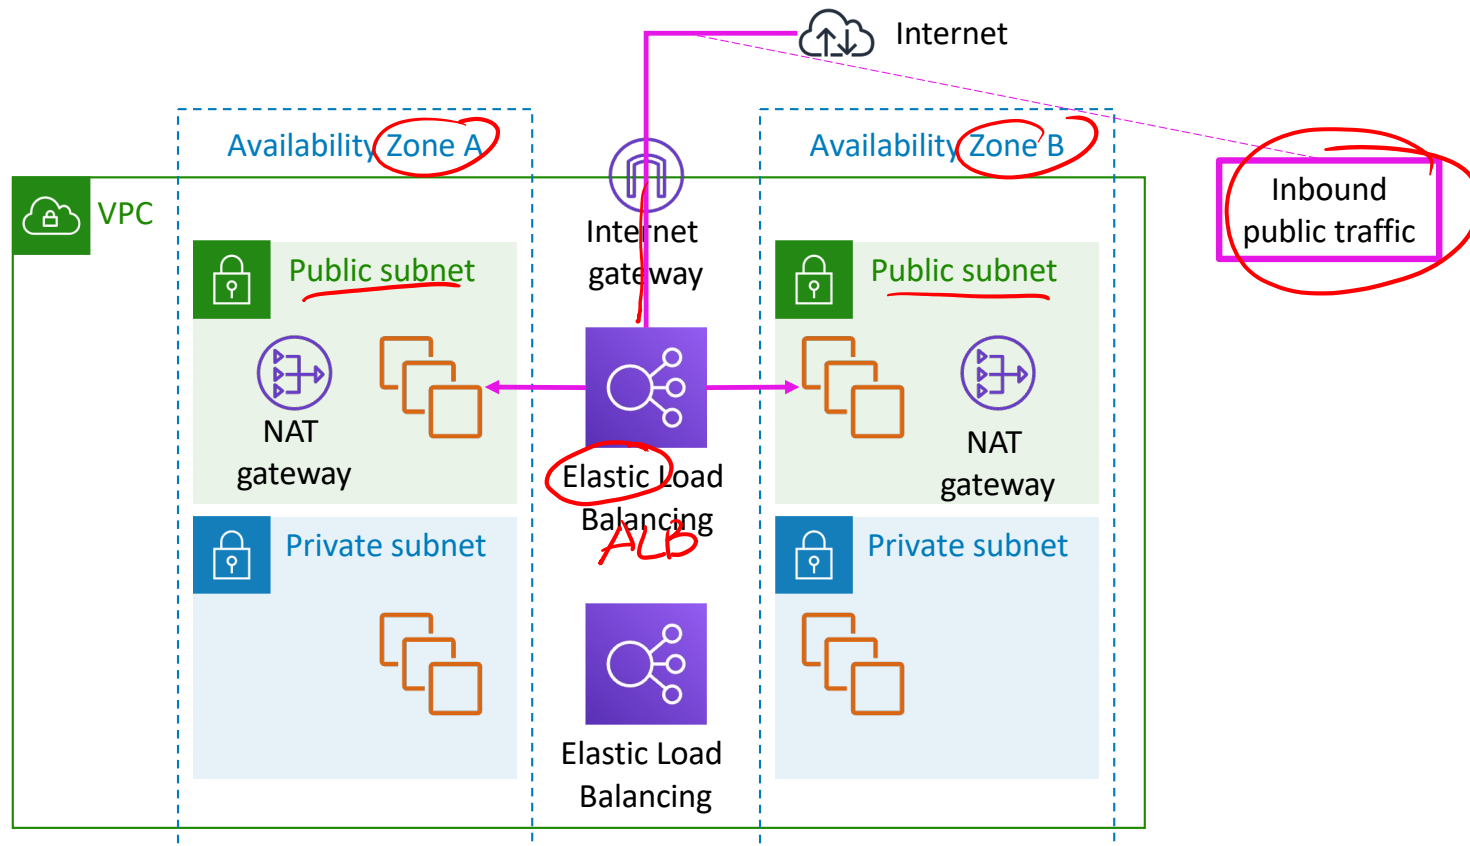 Internet
Availability Zone A
Availability Zone B
Inbound
public traffic
VPC
Internet
gateway
Public subnet
Public subnet
NAT
gateway
Elastic Load
Balancing
ALB
NAT
gateway
Private subnet
Private subnet
Elastic Load
Balancing